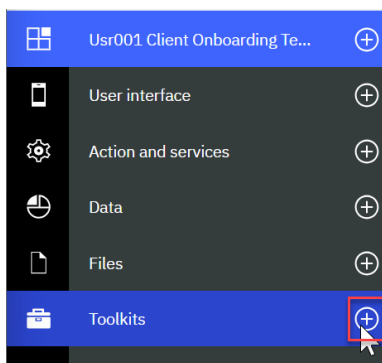 Usr001 Client Onboarding Te...
User interface
Action and services
Data
Files
Toolkits